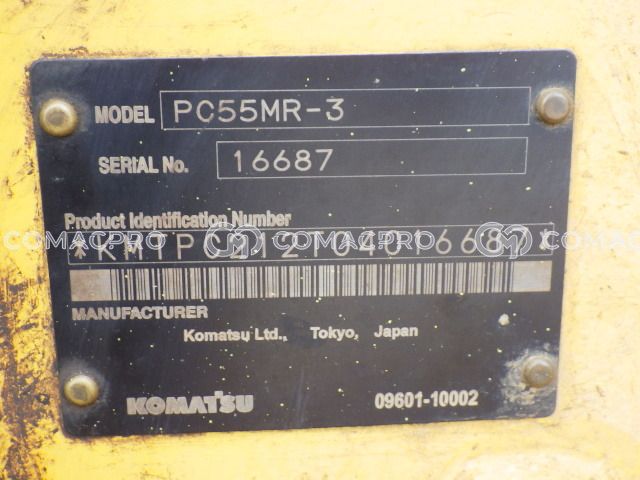 MODEL PC55MR-3
SERIAL No. 16687
Product Identification Number
COMACPRO COMACPRO COMACPRO
MANUFACTURER
Komatsu Ltd., Tokyo, Japan
KOMATSU 09601-10002